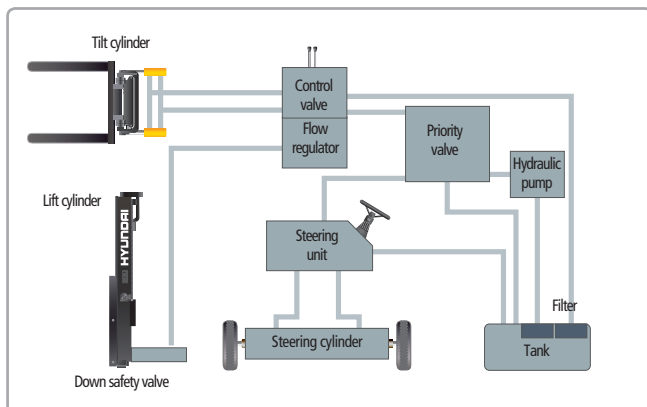 Tilt cylinder
Control
valve
Flow
regulator
Priority
valve
Hydraulic
pump
Lift cylinder
HYUNDAI
Steering
unit
Filter
Steering cylinder
Tank
Down safety valve